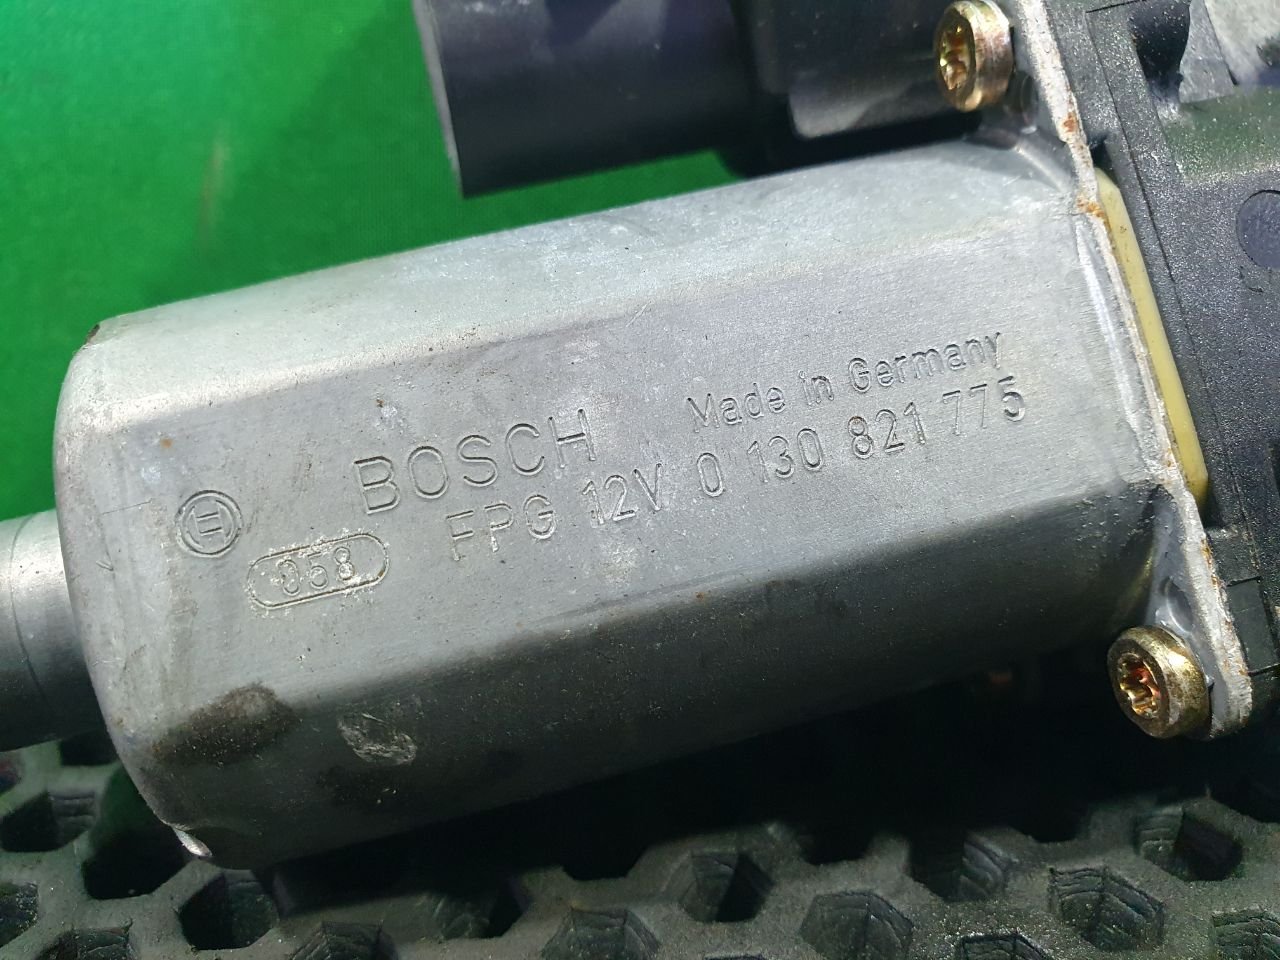 BOSCH
Made in Germany
FPG 12V 0 130 821 775
058